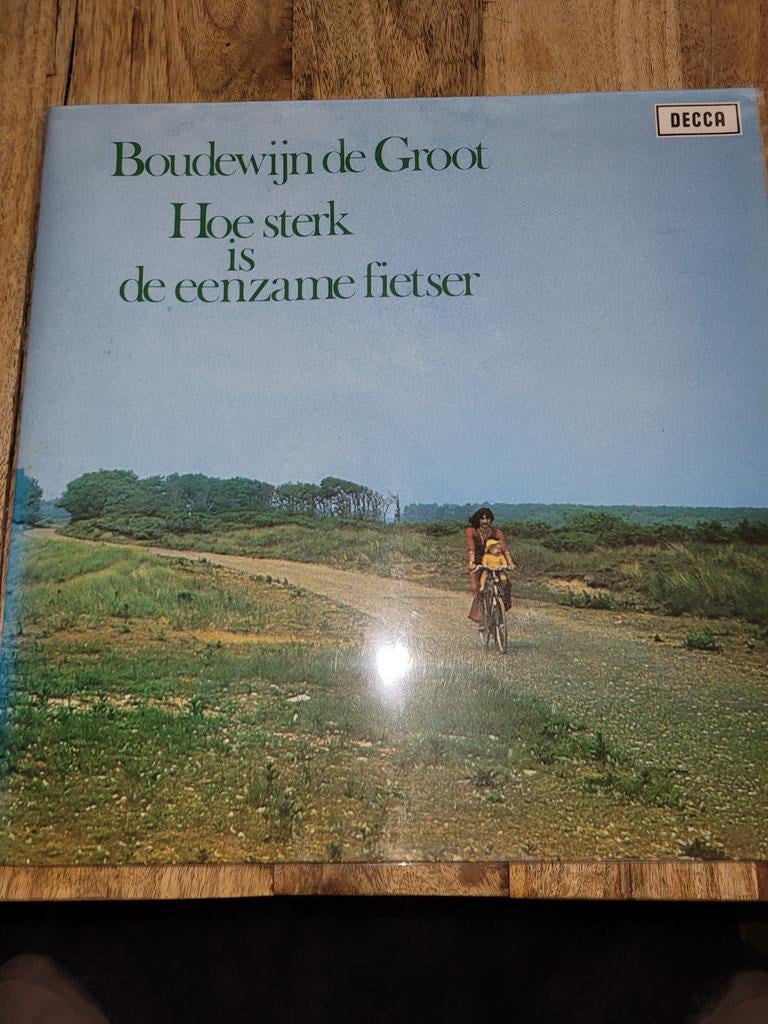 DECCA
Boudewijn de Groot
Hoe sterk
is
de eenzame fietser